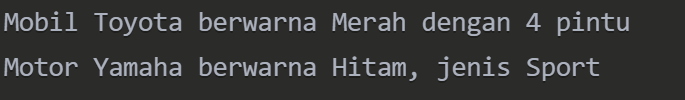 Mobil Toyota berwarna Merah dengan 4 pintu
Motor Yamaha berwarna Hitam, jenis Sport